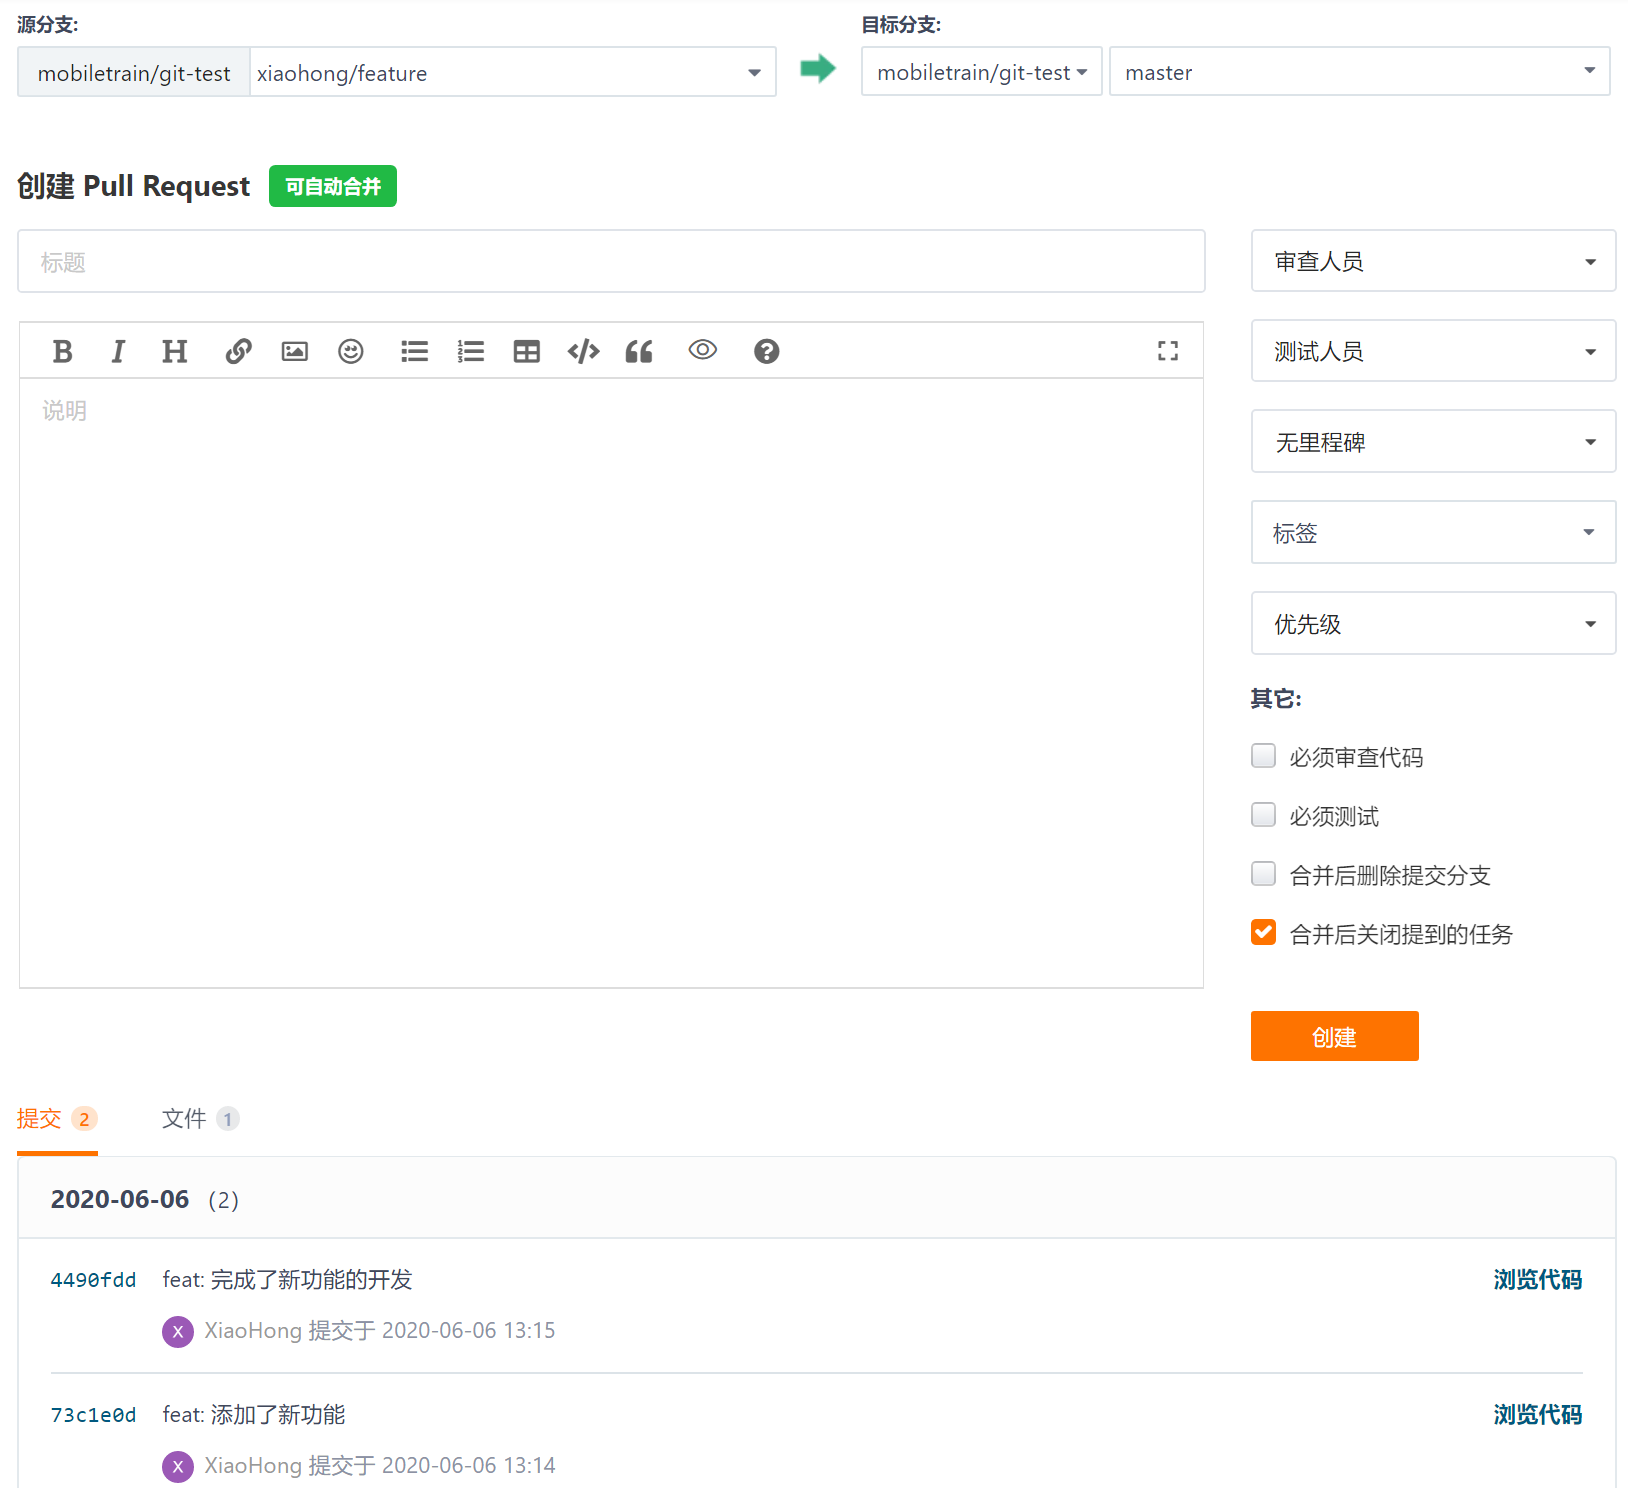 源分支:
目标分支:
mobiletrain/git-test xiaohong/feature
mobiletrain/git-test master
创建 Pull Request 可自动合并
标题
审查人员
B I H
测试人员
说明
无里程碑
标签
优先级
其它:
必须审查代码
必须测试
合并后删除提交分支
合并后关闭提到的任务
创建
提交 2 文件 1
2020-06-06 (2)
4490fdd feat: 完成了新功能的开发 浏览代码
X XiaoHong 提交于 2020-06-06 13:15
73c1e0d feat: 添加了新功能 浏览代码
X XiaoHong 提交于 2020-06-06 13:14